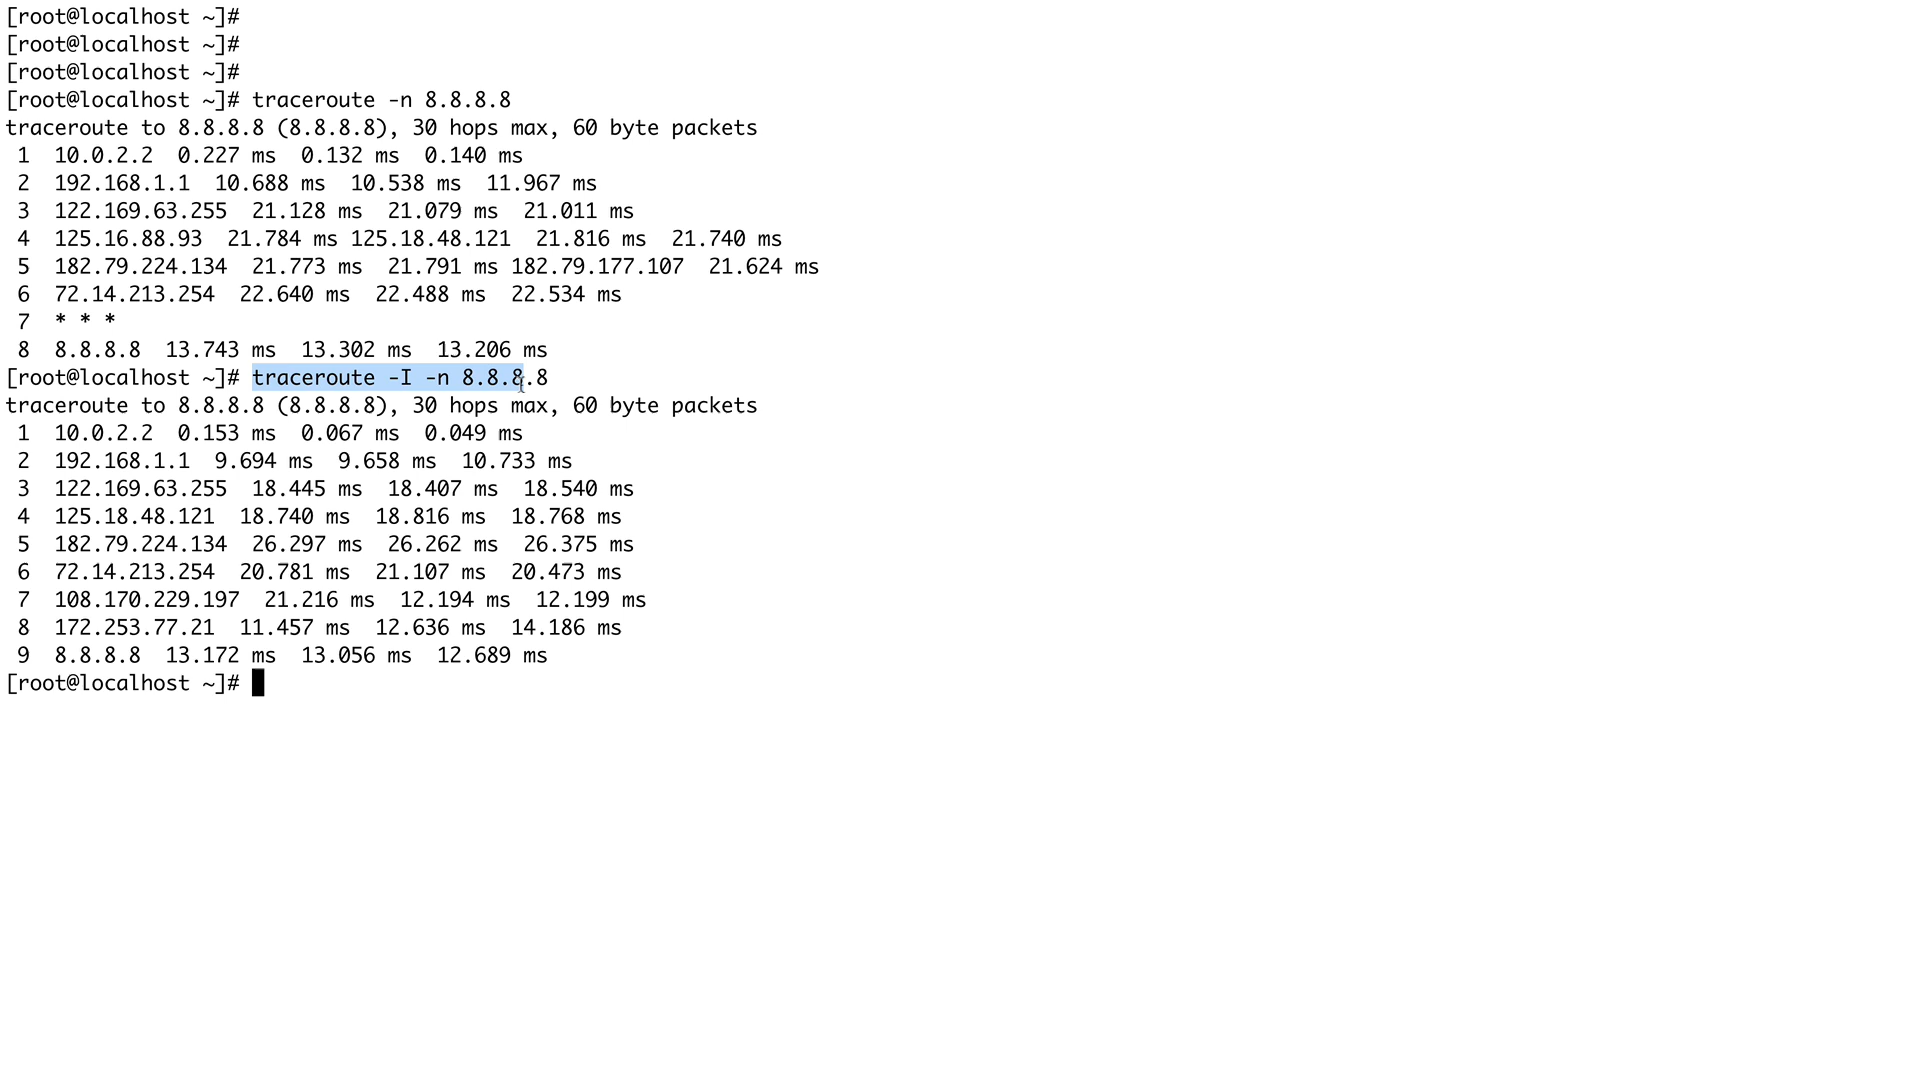 [root@localhost ~]#
[root@localhost ~]#
[root@localhost ~]#
[root@localhost ~]# traceroute -n 8.8.8.8
traceroute to 8.8.8.8 (8.8.8.8), 30 hops max, 60 byte packets
 1  10.0.2.2  0.227 ms  0.132 ms  0.140 ms
 2  192.168.1.1  10.688 ms  10.538 ms  11.967 ms
 3  122.169.63.255  21.128 ms  21.079 ms  21.011 ms
 4  125.16.88.93  21.784 ms 125.18.48.121  21.816 ms  21.740 ms
 5  182.79.224.134  21.773 ms  21.791 ms 182.79.177.107  21.624 ms
 6  72.14.213.254  22.640 ms  22.488 ms  22.534 ms
 7  * * *
 8  8.8.8.8  13.743 ms  13.302 ms  13.206 ms
[root@localhost ~]# traceroute -I -n 8.8.8.8
traceroute to 8.8.8.8 (8.8.8.8), 30 hops max, 60 byte packets
 1  10.0.2.2  0.153 ms  0.067 ms  0.049 ms
 2  192.168.1.1  9.694 ms  9.658 ms  10.733 ms
 3  122.169.63.255  18.445 ms  18.407 ms  18.540 ms
 4  125.18.48.121  18.740 ms  18.816 ms  18.768 ms
 5  182.79.224.134  26.297 ms  26.262 ms  26.375 ms
 6  72.14.213.254  20.781 ms  21.107 ms  20.473 ms
 7  108.170.229.197  21.216 ms  12.194 ms  12.199 ms
 8  172.253.77.21  11.457 ms  12.636 ms  14.186 ms
 9  8.8.8.8  13.172 ms  13.056 ms  12.689 ms
[root@localhost ~]#